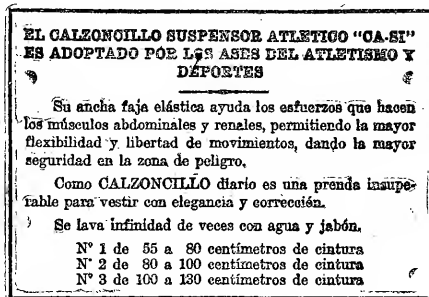 EL CALZONCILLO SUSPENSOR ATLETICO "CA-SI"
ES ADOPTADO POR LOS ASES DEL ATLETISMO Y
DEPORTES
Su ancha faja elástica ayuda los esfuerzos que hacen
los músculos abdominales y renales, permitiendo la mayor
flexibilidad y libertad de movimientos, dando la mayor
seguridad en la zona de peligro.
Como CALZONCILLO diario es una prenda insupe-
rable para vestir con elegancia y corrección.
Se lava infinidad de veces con agua y jabón.
N° 1 de 55 a 80 centímetros de cintura
N° 2 de 80 a 100 centímetros de cintura
N° 3 de 100 a 130 centímetros de cintura